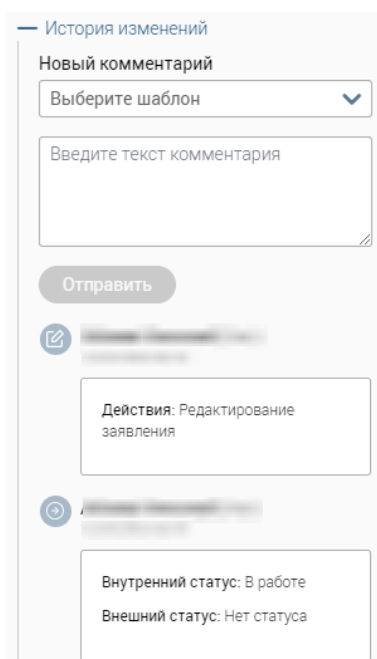 История изменений
Новый комментарий
Выберите шаблон
Введите текст комментария
Отправить
Действия: Редактирование
заявления
Внутренний статус: В работе
Внешний статус: Нет статуса